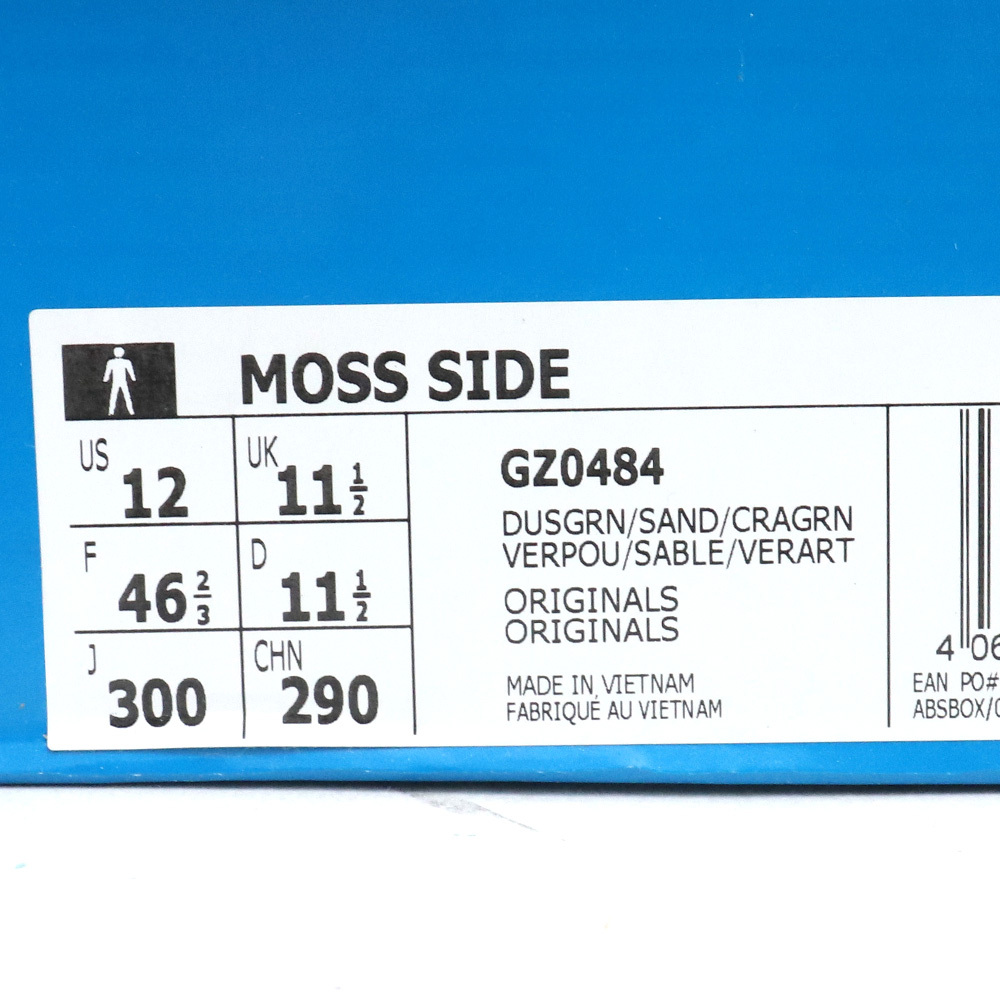 MOSS SIDE
US 12 UK 11 1/2
F 46 2/3 D 11 1/2
J 300 CHN 290
GZ0484
DUSGRN/SAND/CRAGRN
VERPOU/SABLE/VERART
ORIGINALS
ORIGINALS
MADE IN VIETNAM
FABRIQUÉ AU VIETNAM
4 06
EAN PO#
ABSBOX/